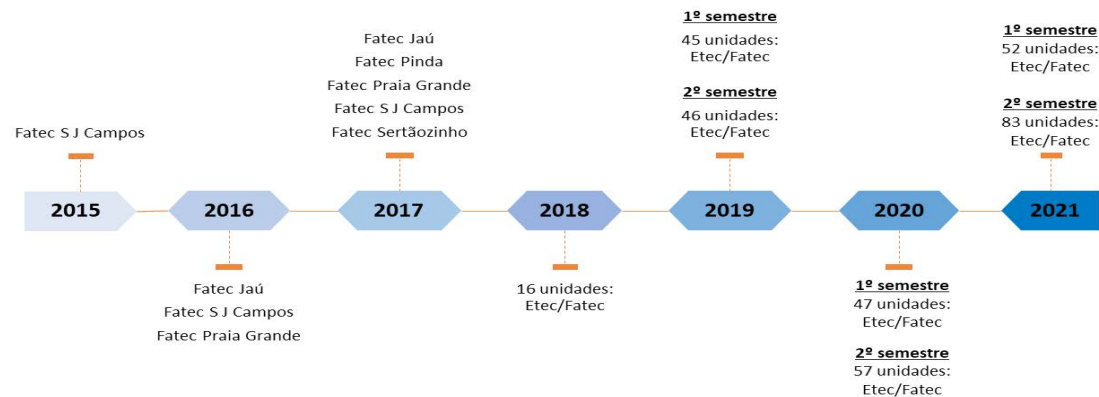 2015
Fatec S J Campos
2016
Fatec Jaú
Fatec S J Campos
Fatec Praia Grande
2017
Fatec Jaú
Fatec Pinda
Fatec Praia Grande
Fatec S J Campos
Fatec Sertãozinho
2018
16 unidades:
Etec/Fatec
2019
1º semestre
45 unidades:
Etec/Fatec
2º semestre
46 unidades:
Etec/Fatec
2020
1º semestre
47 unidades:
Etec/Fatec
2º semestre
57 unidades:
Etec/Fatec
2021
1º semestre
52 unidades:
Etec/Fatec
2º semestre
83 unidades:
Etec/Fatec